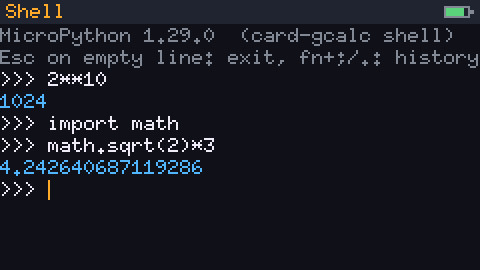 Shell
MicroPython 1.29.0  (card-gcalc shell)
Esc on empty line: exit, fn+;/.: history
>>> 2**10
1024
>>> import math
>>> math.sqrt(2)*3
4.242640687119286
>>>